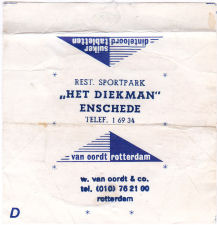 suiker
tabletten
dinteloord
REST. SPORTPARK
„HET DIEKMAN"
ENSCHEDE
TELEF. 1 69 34
van oordt rotterdam
w. van oordt & co.
tel. (010) 76 21 00
rotterdam
D